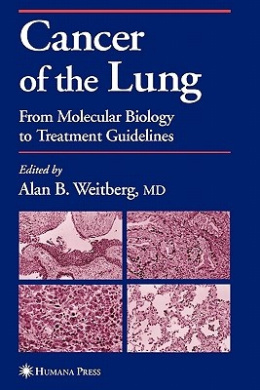 Cancer
of the Lung
From Molecular Biology
to Treatment Guidelines
Edited by
Alan B. Weitberg, MD
HUMANA PRESS